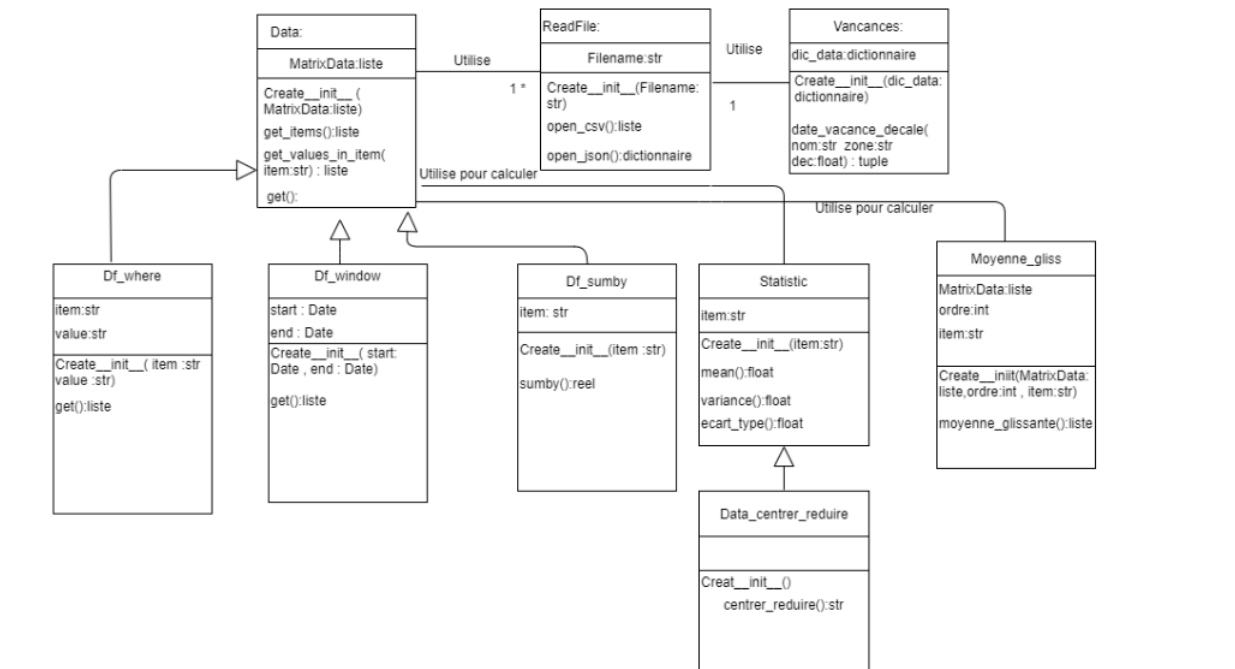 Data:
MatrixData:liste
Create__init__ (
MatrixData:liste)
get_items():liste
get_values_in_item(
item:str) : liste
get():
Utilise
1 *
ReadFile:
Filename:str
Create__init__(Filename:
str)
open_csv():liste
open_json():dictionnaire
Utilise
1
Vancances:
dic_data:dictionnaire
Create__init__(dic_data:
dictionnaire)
date_vacance_decale(
nom:str zone:str
dec:float) : tuple
Utilise pour calculer
Utilise pour calculer
Df_where
item:str
value:str
Create__init__( item :str
value :str)
get():liste
Df_window
start : Date
end : Date
Create__init__( start:
Date , end : Date)
get():liste
Df_sumby
item: str
Create__init__(item :str)
sumby():reel
Statistic
item:str
Create__init__(item:str)
mean():float
variance():float
ecart_type():float
Moyenne_gliss
MatrixData:liste
ordre:int
item:str
Create__iniit(MatrixData:
liste,ordre:int , item:str)
moyenne_glissante():liste
Data_centrer_reduire
Creat__init__()
centrer_reduire():str